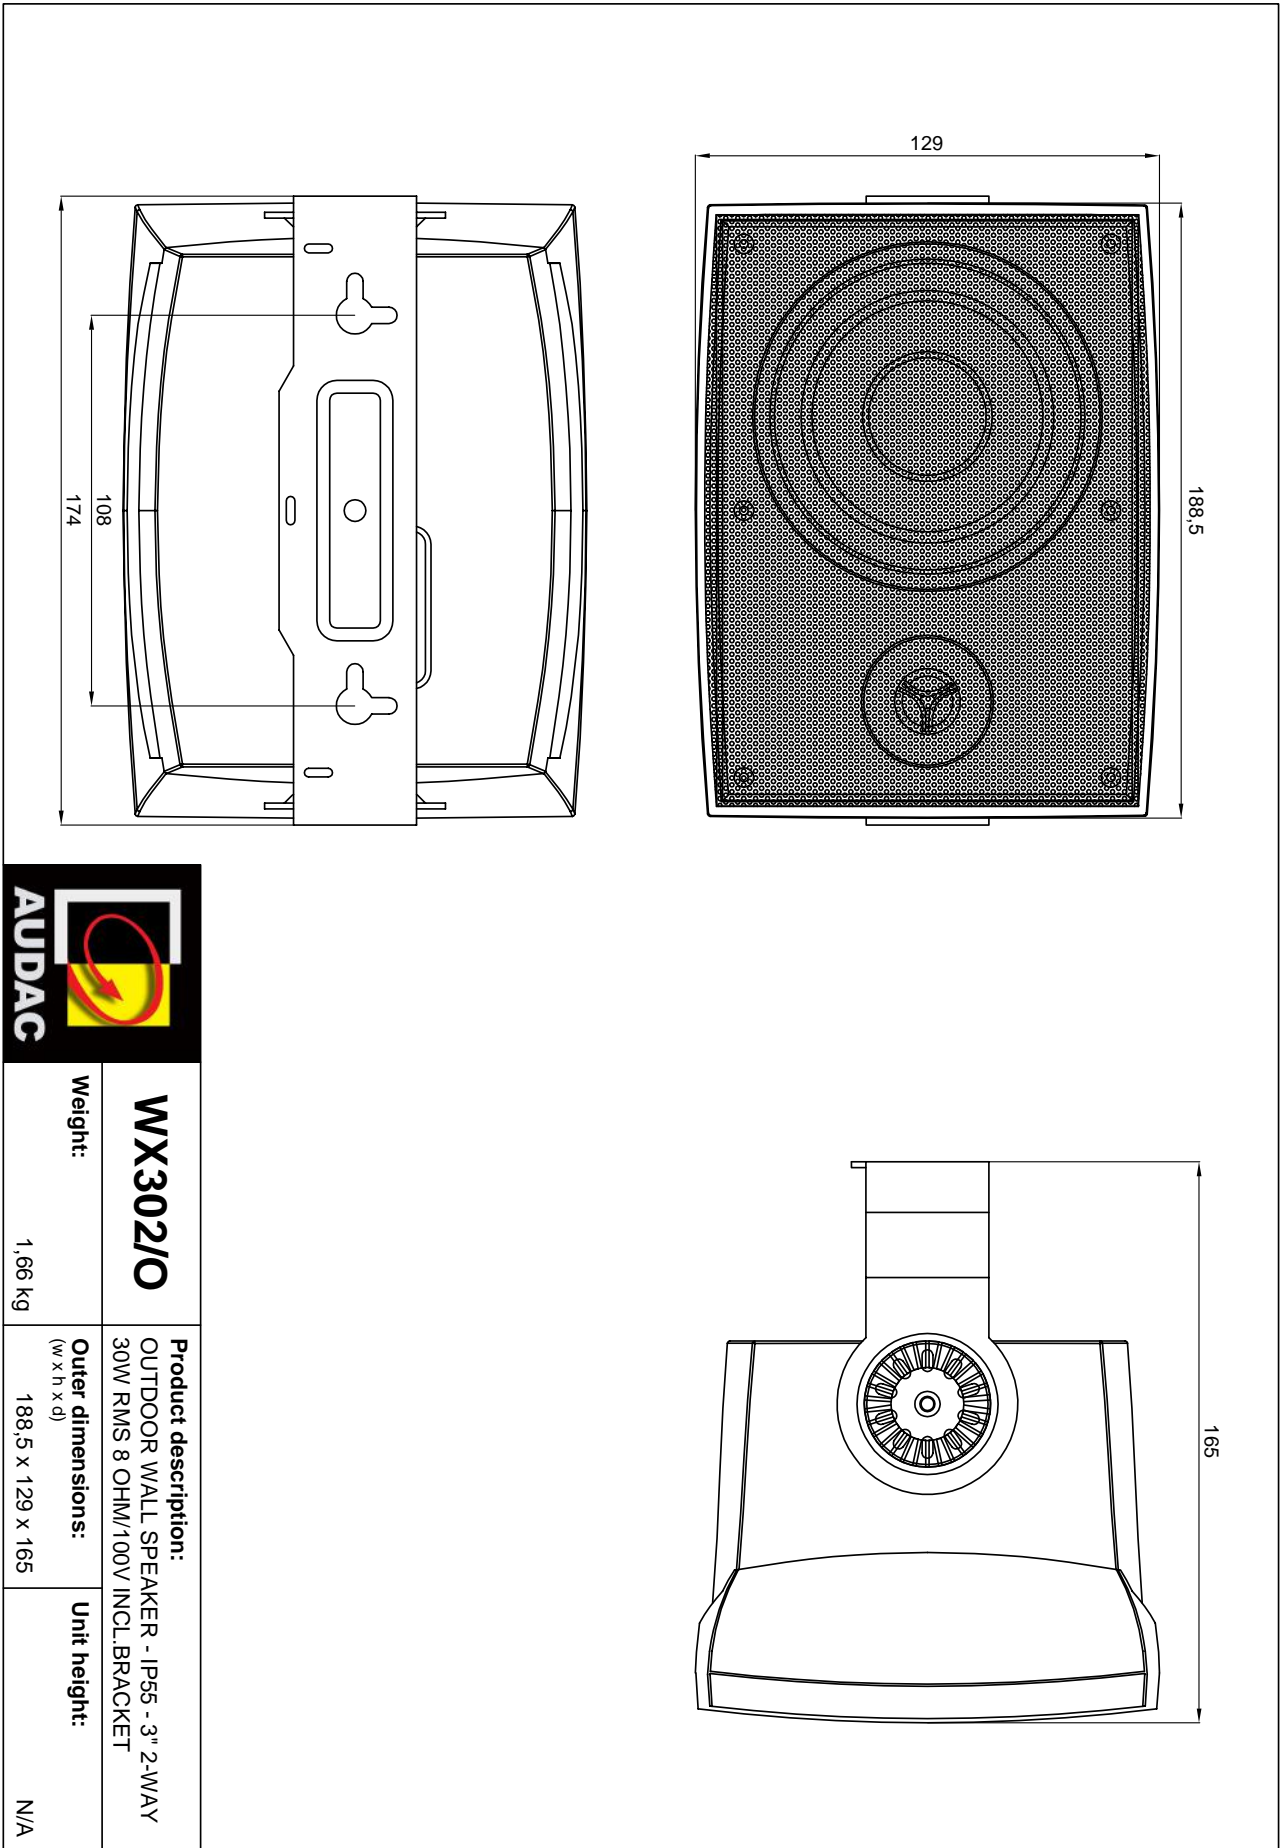 129
188,5
108
174
165
AUDAC
WX302/O
Product description:
OUTDOOR WALL SPEAKER - IP55 - 3" 2-WAY
30W RMS 8 OHM/100V INCL.BRACKET
Weight:
1,66 kg
Outer dimensions:
(w x h x d)
188,5 x 129 x 165
Unit height:
N/A